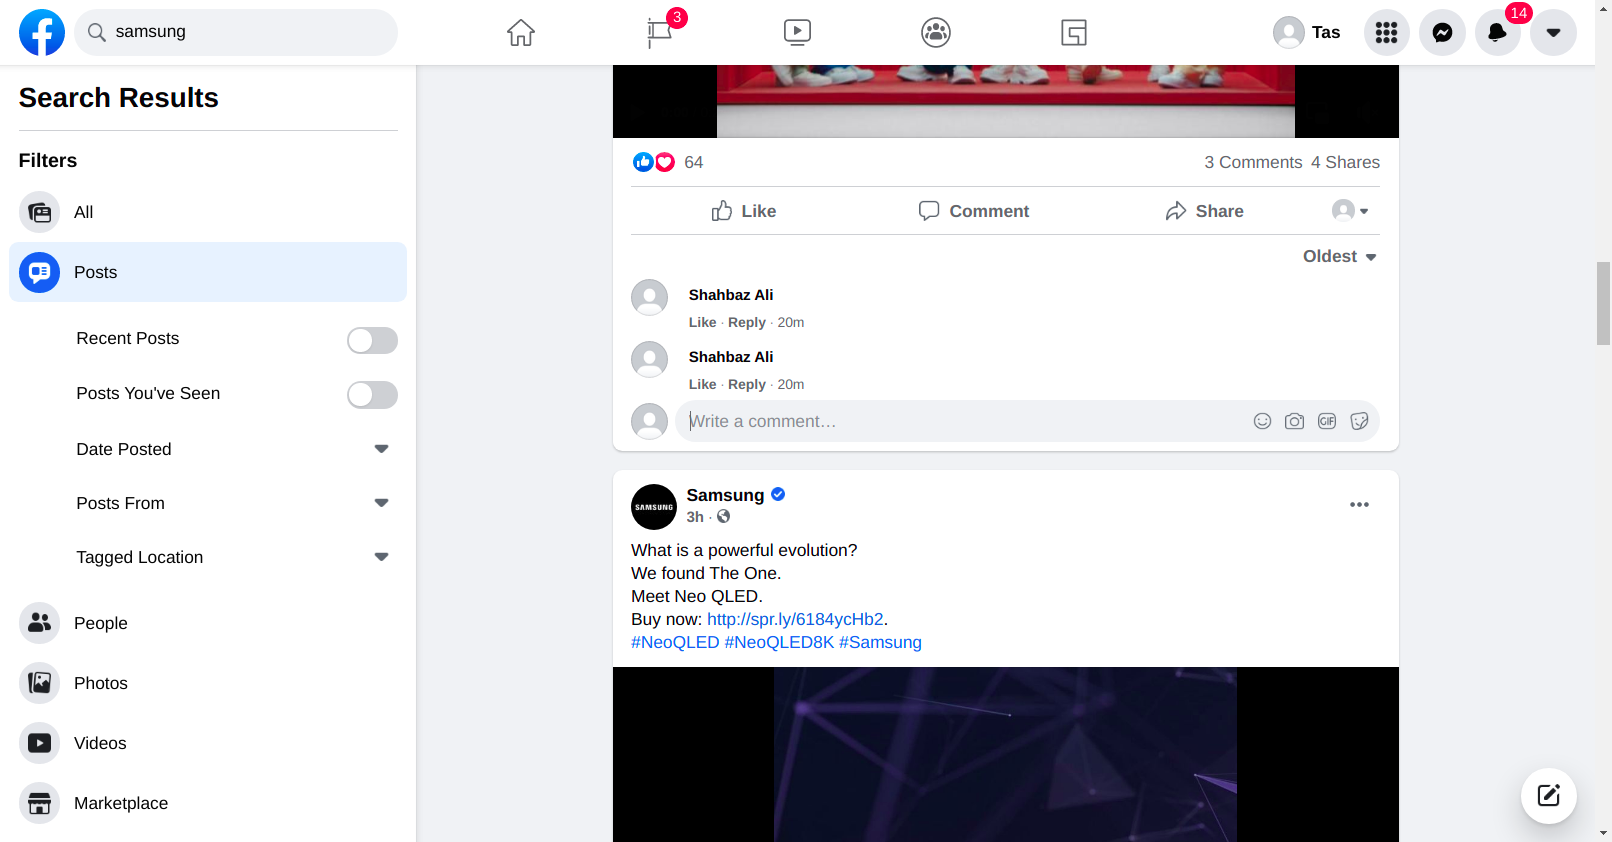 samsung
3
Tas
14
Search Results
Filters
All
Posts
Recent Posts
Posts You've Seen
Date Posted
Posts From
Tagged Location
People
Photos
Videos
Marketplace
64
3 Comments 4 Shares
Like Comment Share
Oldest
Shahbaz Ali
Like · Reply · 20m
Shahbaz Ali
Like · Reply · 20m
Write a comment…
GIF
SAMSUNG
Samsung
3h ·
What is a powerful evolution?
We found The One.
Meet Neo QLED.
Buy now: http://spr.ly/6184ycHb2.
#NeoQLED #NeoQLED8K #Samsung